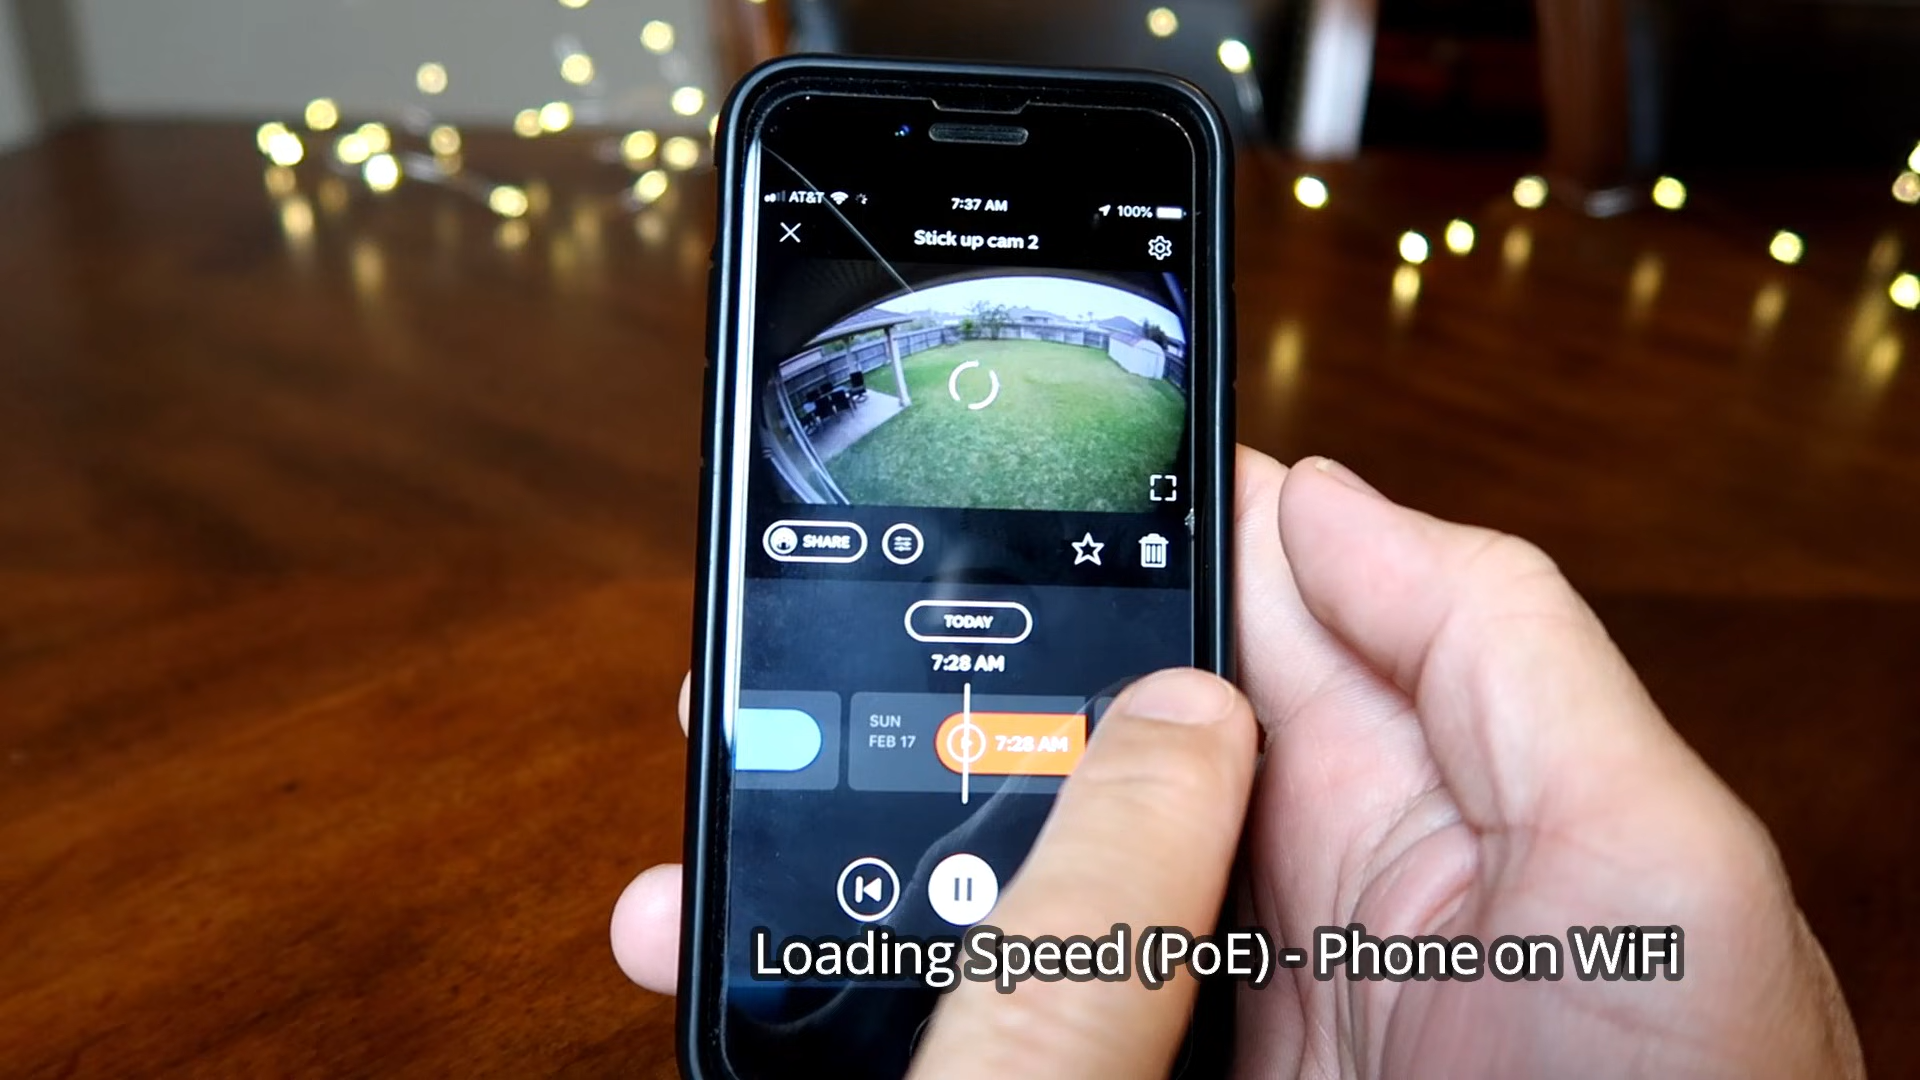 AT&T 7:37 AM 100%
Stick up cam 2
SHARE
TODAY
7:28 AM
SUN
FEB 17
7:28 AM
Loading Speed (PoE) - Phone on WiFi